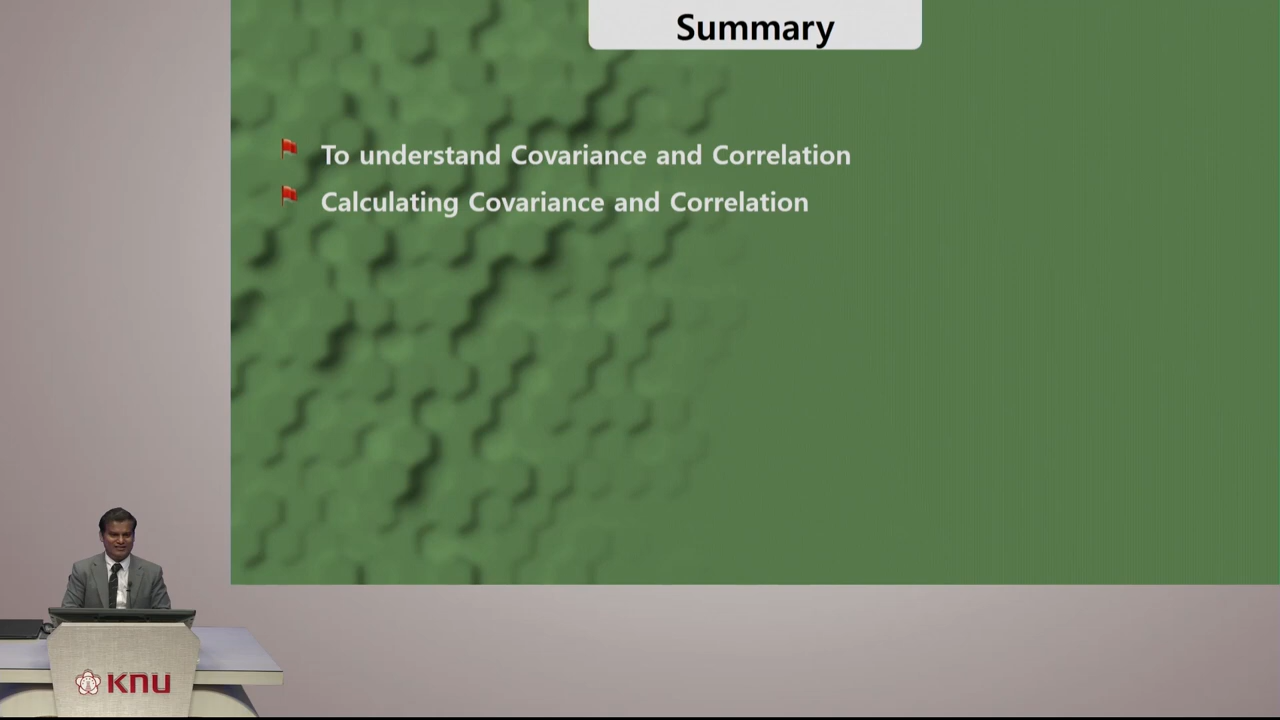 Summary
To understand Covariance and Correlation
Calculating Covariance and Correlation
KNU